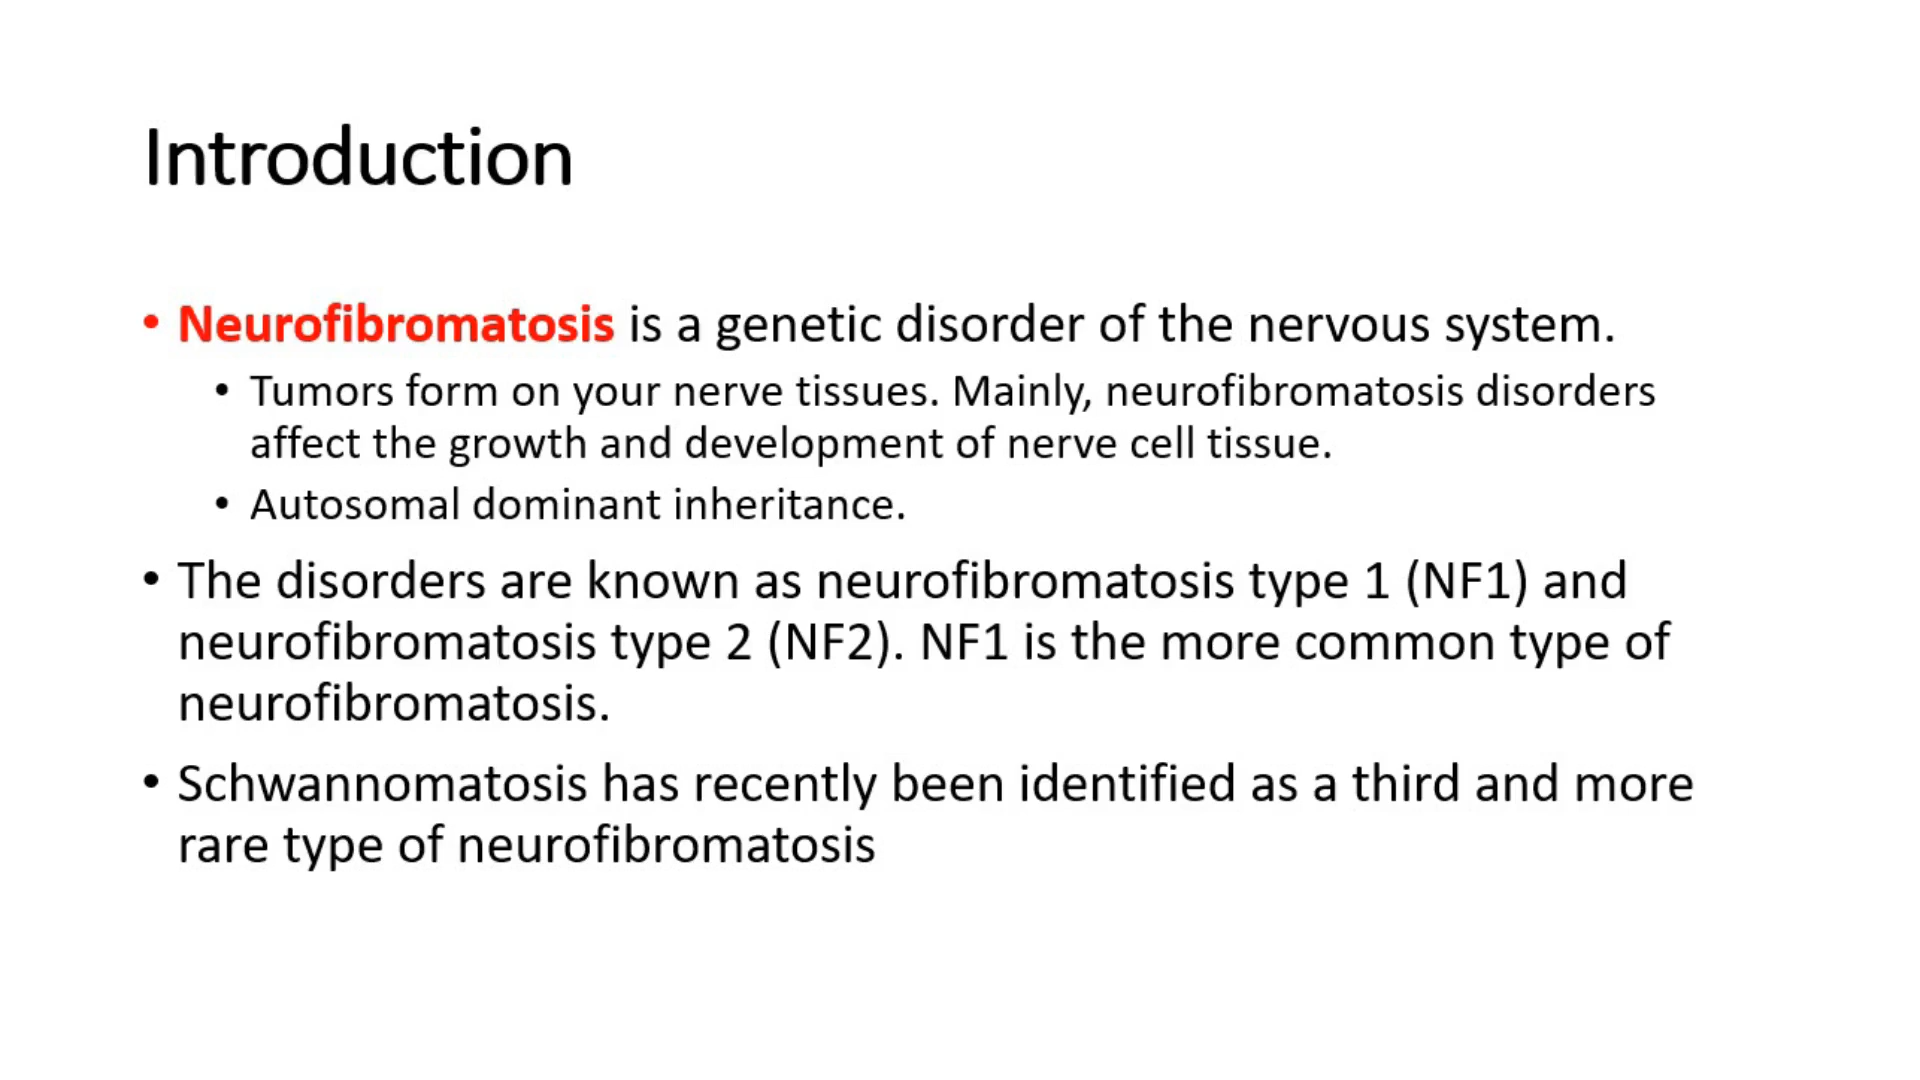 Introduction
• Neurofibromatosis is a genetic disorder of the nervous system.
• Tumors form on your nerve tissues. Mainly, neurofibromatosis disorders
affect the growth and development of nerve cell tissue.
• Autosomal dominant inheritance.
• The disorders are known as neurofibromatosis type 1 (NF1) and
neurofibromatosis type 2 (NF2). NF1 is the more common type of
neurofibromatosis.
• Schwannomatosis has recently been identified as a third and more
rare type of neurofibromatosis